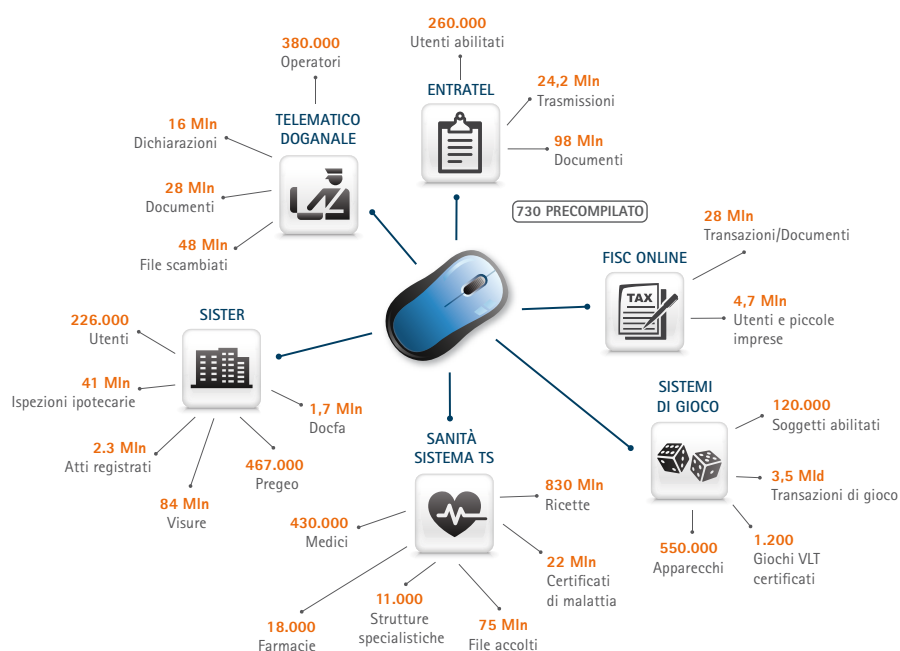 260.000
Utenti abilitati
380.000
Operatori
ENTRATEL
24,2 Mln
Trasmissioni
98 Mln
Documenti
TELEMATICO
DOGANALE
16 Mln
Dichiarazioni
28 Mln
Documenti
48 Mln
File scambiati
730 PRECOMPILATO
28 Mln
Transazioni/Documenti
FISC ONLINE
TAX
4,7 Mln
Utenti e piccole
imprese
SISTER
226.000
Utenti
41 Mln
Ispezioni ipotecarie
2.3 Mln
Atti registrati
84 Mln
Visure
467.000
Pregeo
1,7 Mln
Docfa
SANITÀ
SISTEMA TS
430.000
Medici
18.000
Farmacie
11.000
Strutture
specialistiche
75 Mln
File accolti
22 Mln
Certificati
di malattia
830 Mln
Ricette
SISTEMI
DI GIOCO
120.000
Soggetti abilitati
3,5 Mld
Transazioni di gioco
1.200
Giochi VLT
certificati
550.000
Apparecchi